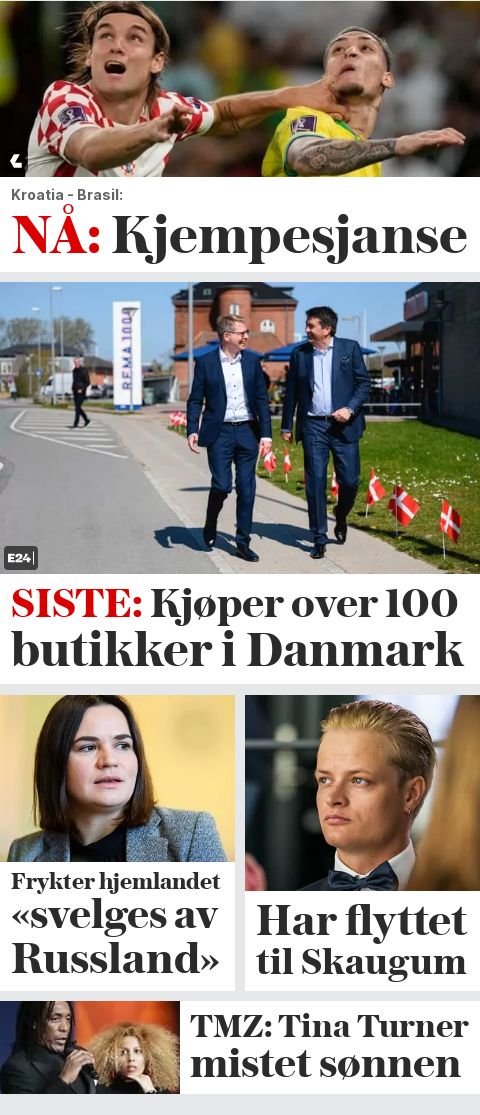 Kroatia - Brasil:
NÅ: Kjempesjanse
REMA 1000
E24
SISTE: Kjøper over 100
butikker i Danmark
Frykter hjemlandet
«svelges av
Russland»
Har flyttet
til Skaugum
TMZ: Tina Turner
mistet sønnen